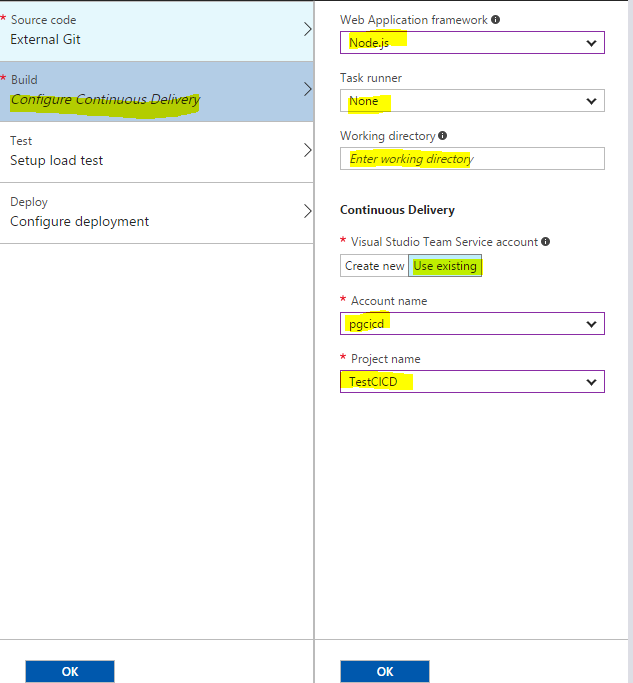 * Source code
External Git
* Build
Configure Continuous Delivery
Test
Setup load test
Deploy
Configure deployment
OK
Web Application framework
Node.js
Task runner
None
Working directory
Enter working directory
Continuous Delivery
* Visual Studio Team Service account
Create new Use existing
* Account name
pgcicd
* Project name
TestCICD
OK